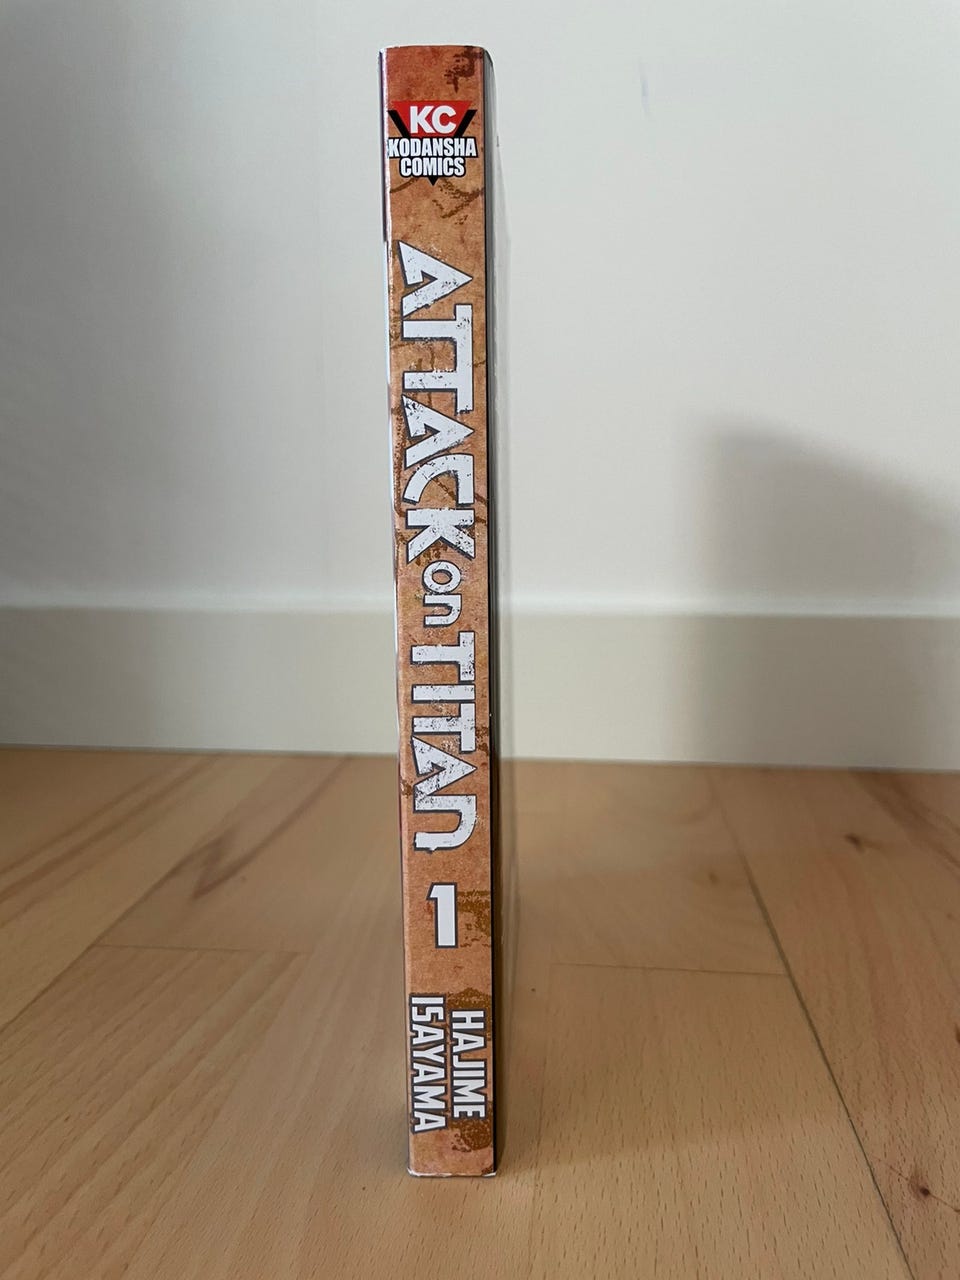 KC
KODANSHA
COMICS
ATTACK on TITAN
1
HAJIME
ISAYAMA